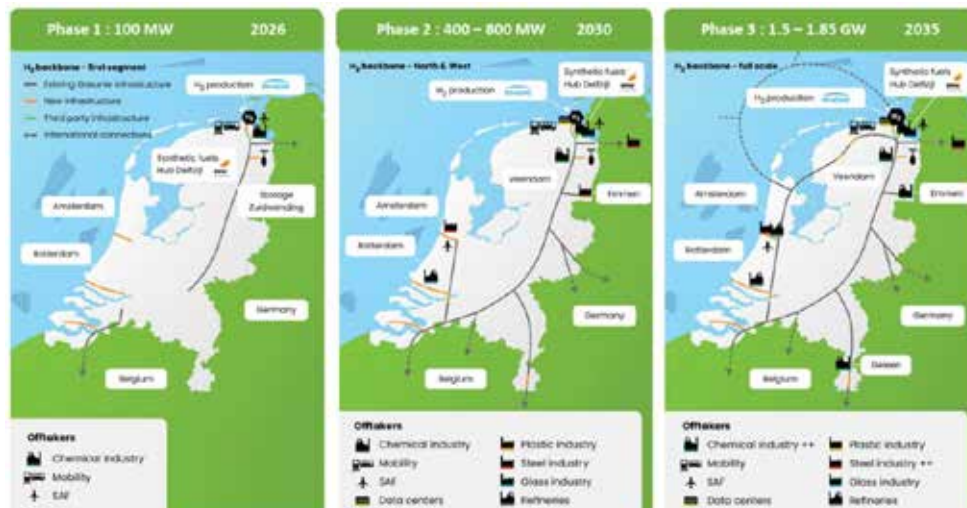 Phase 1 : 100 MW 2026
H₂ backbone - first segment
Existing Gasunie infrastructure
New infrastructure
Third party infrastructure
International connections
H₂ production
H₂
Synthetic fuels
Hub Delfzijl
Storage
Zuidwending
Amsterdam
Rotterdam
Germany
Belgium
Offtakers
Chemical industry
Mobility
SAF
Phase 2 : 400 – 800 MW 2030
H₂ backbone - North & West
Synthetic fuels
Hub Delfzijl
H₂ production
Veendam
Emmen
Amsterdam
Rotterdam
Germany
Belgium
Offtakers
Chemical industry
Mobility
SAF
Data centers
Plastic industry
Steel industry
Glass industry
Refineries
Phase 3 : 1.5 – 1.85 GW 2035
H₂ backbone - full scale
Synthetic fuels
Hub Delfzijl
H₂ production
Veendam
Emmen
Amsterdam
Rotterdam
Germany
Geleen
Belgium
Offtakers
Chemical industry ++
Mobility
SAF
Data centers
Plastic industry
Steel industry ++
Glass industry
Refineries